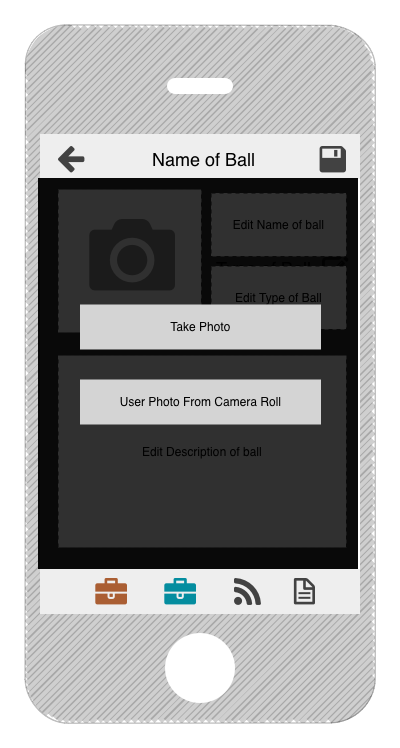 Name of Ball
Edit Name of ball
Edit Type of Ball
Take Photo
User Photo From Camera Roll
Edit Description of ball